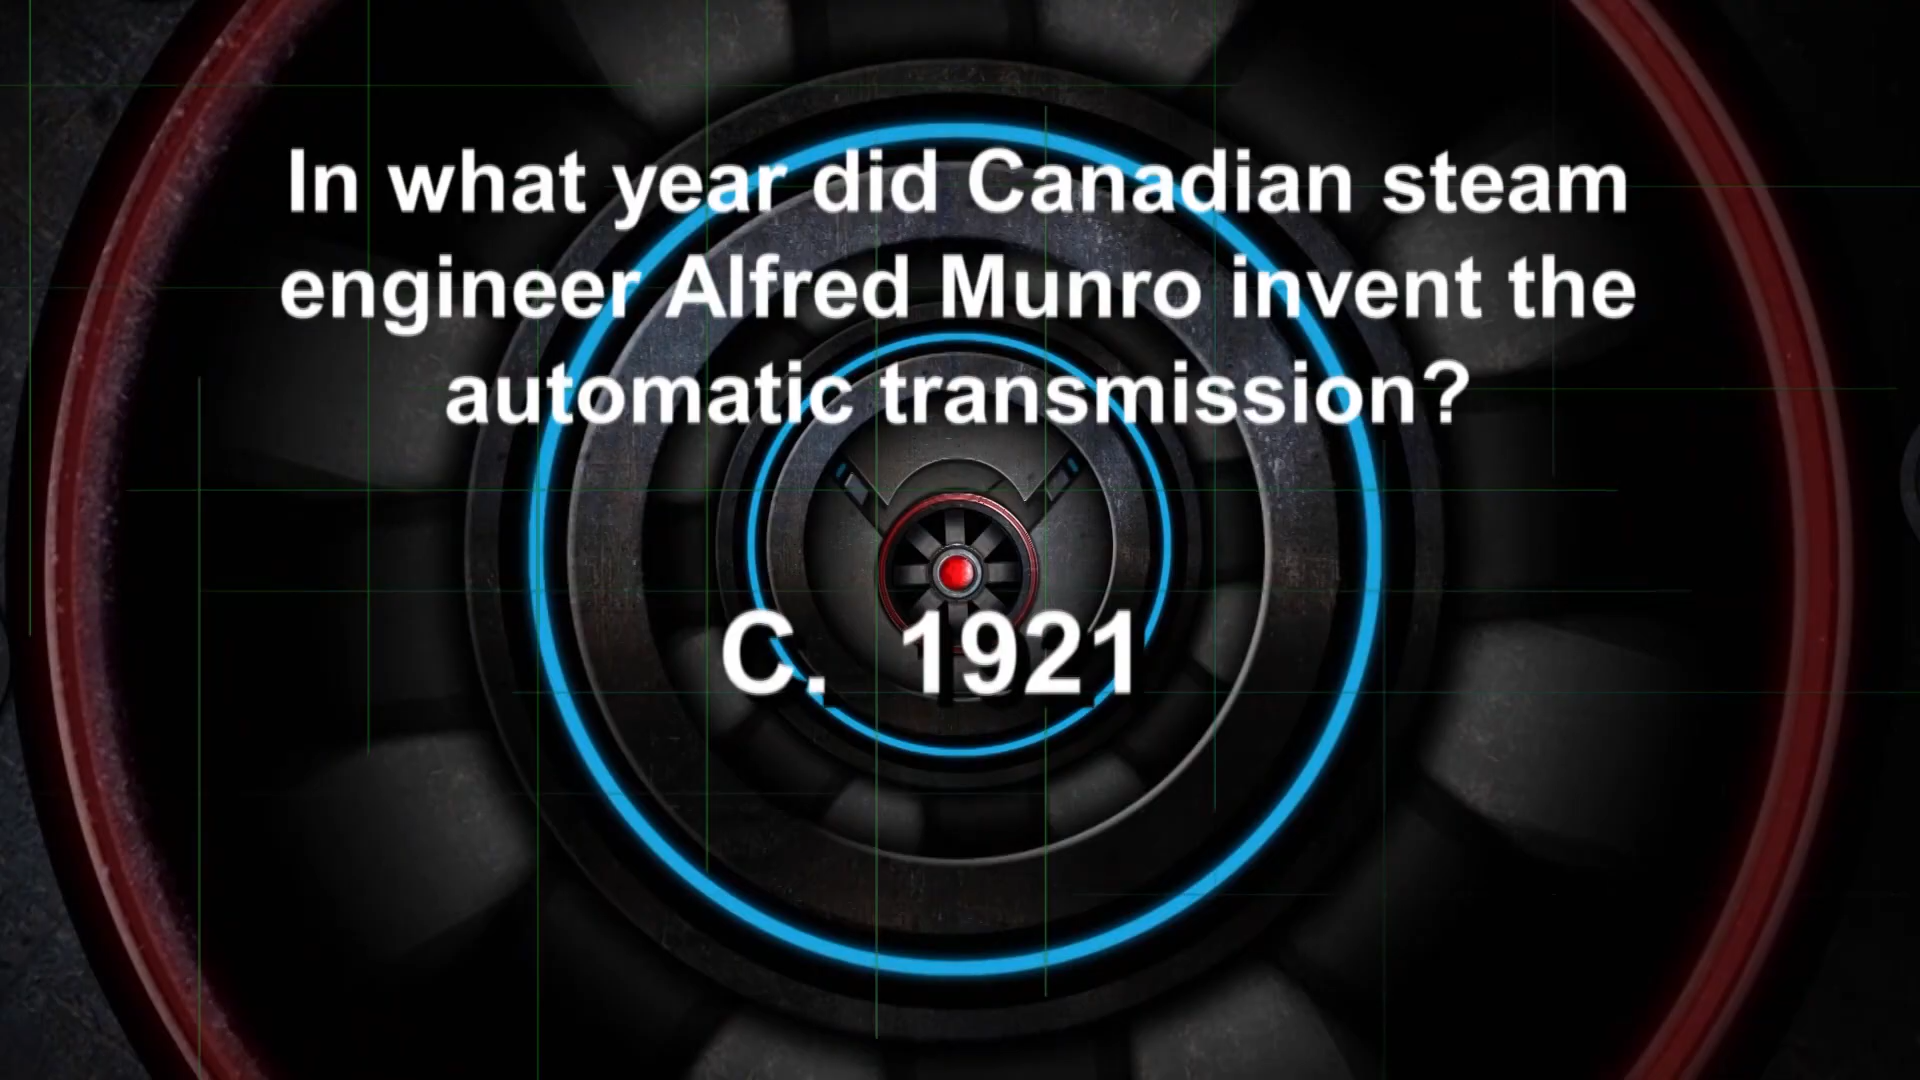 In what year did Canadian steam
engineer Alfred Munro invent the
automatic transmission?
C. 1921